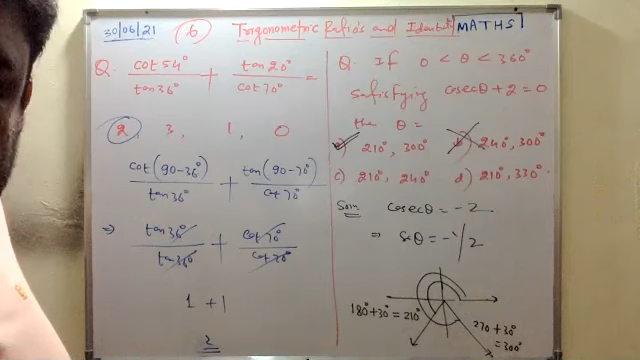 30/06/21 6 Trigonometric Ratio's and Identity MATHS
Q. cot 54° / tan 36° + tan 20° / cot 70° =
2, 3, 1, 0
cot(90-36°) / tan 36° + tan(90-70°) / cot 70°
⇒ tan 36° / tan 36° + cot 70° / cot 70°
1 + 1
2
Q. If 0 < θ < 360°
satisfying cosecθ + 2 = 0
the θ =
a) 210°, 300° b) 240°, 300°
c) 210°, 240° d) 210°, 330°.
Soln. cosecθ = -2
⇒ sinθ = -1/2
180°+30° = 210°
270+30°
= 300°